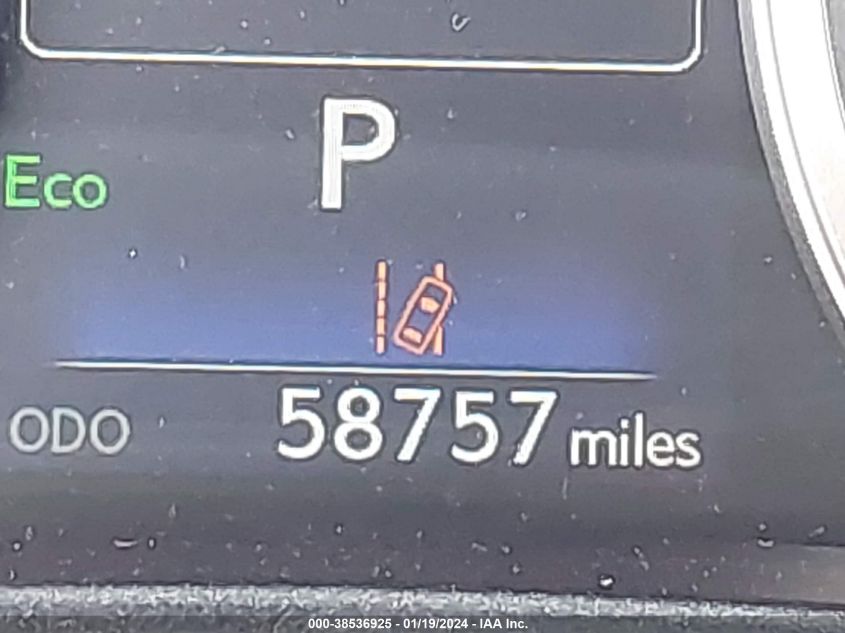 P
Eco
ODO 58757 miles
000-38536925 - 01/19/2024 - IAA Inc.